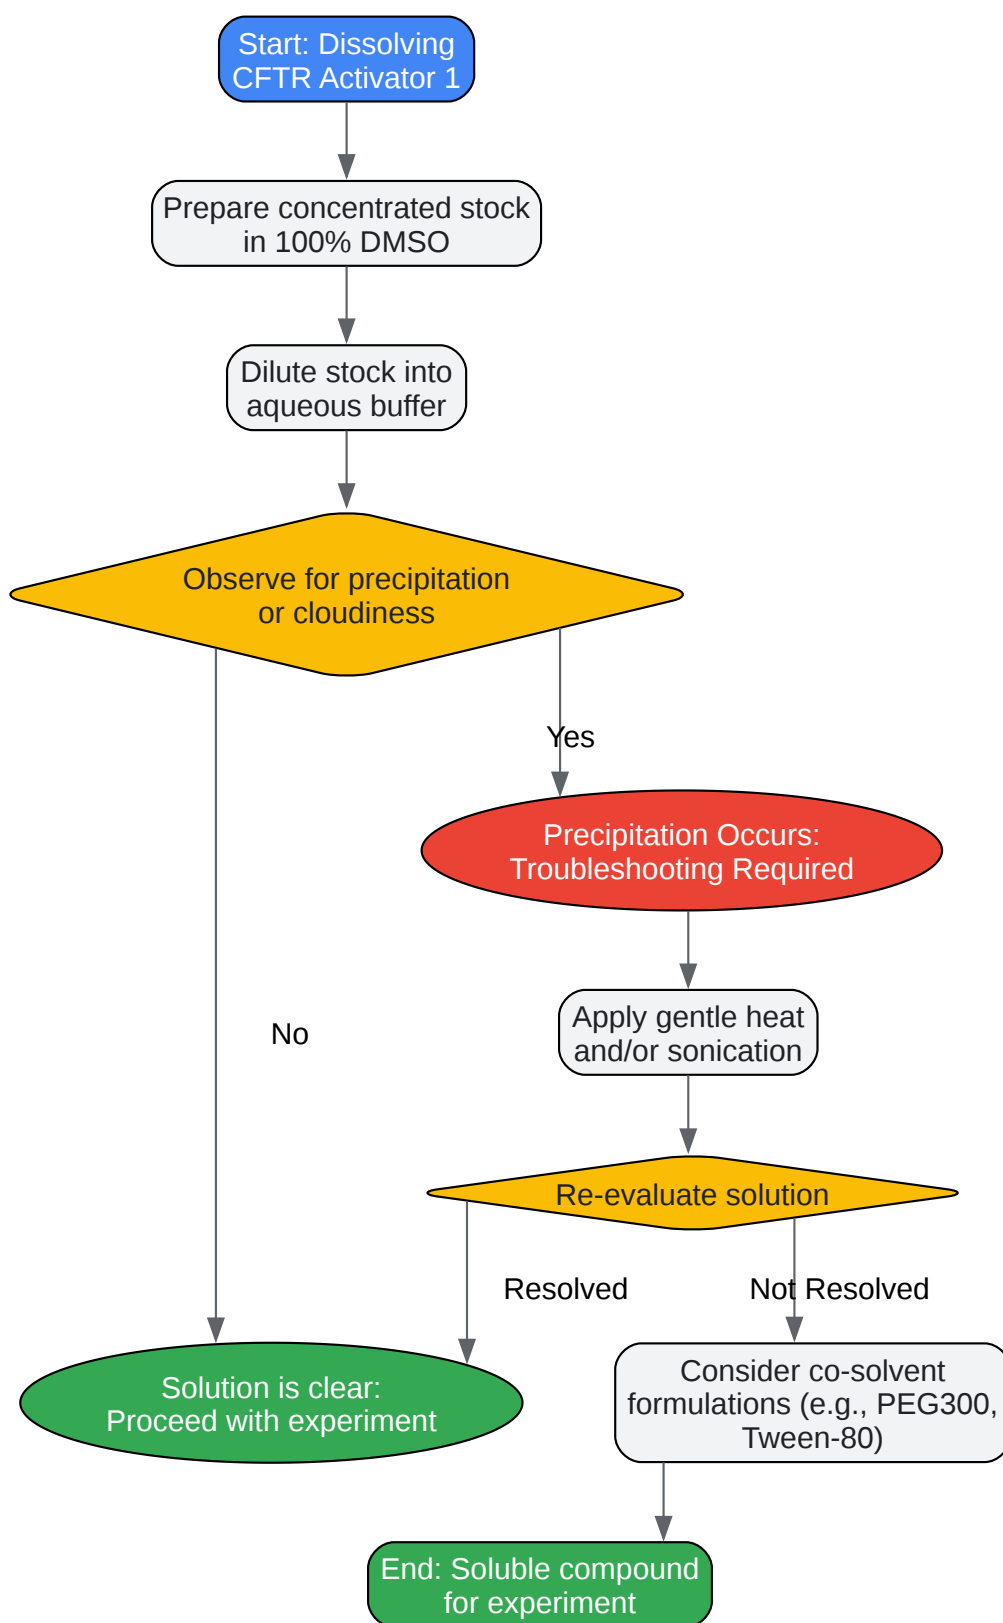 Start: Dissolving
CFTR Activator 1
Prepare concentrated stock
in 100% DMSO
Dilute stock into
aqueous buffer
Observe for precipitation
or cloudiness
Yes
Precipitation Occurs:
Troubleshooting Required
No
Apply gentle heat
and/or sonication
Re-evaluate solution
Resolved
Not Resolved
Solution is clear:
Proceed with experiment
Consider co-solvent
formulations (e.g., PEG300,
Tween-80)
End: Soluble compound
for experiment